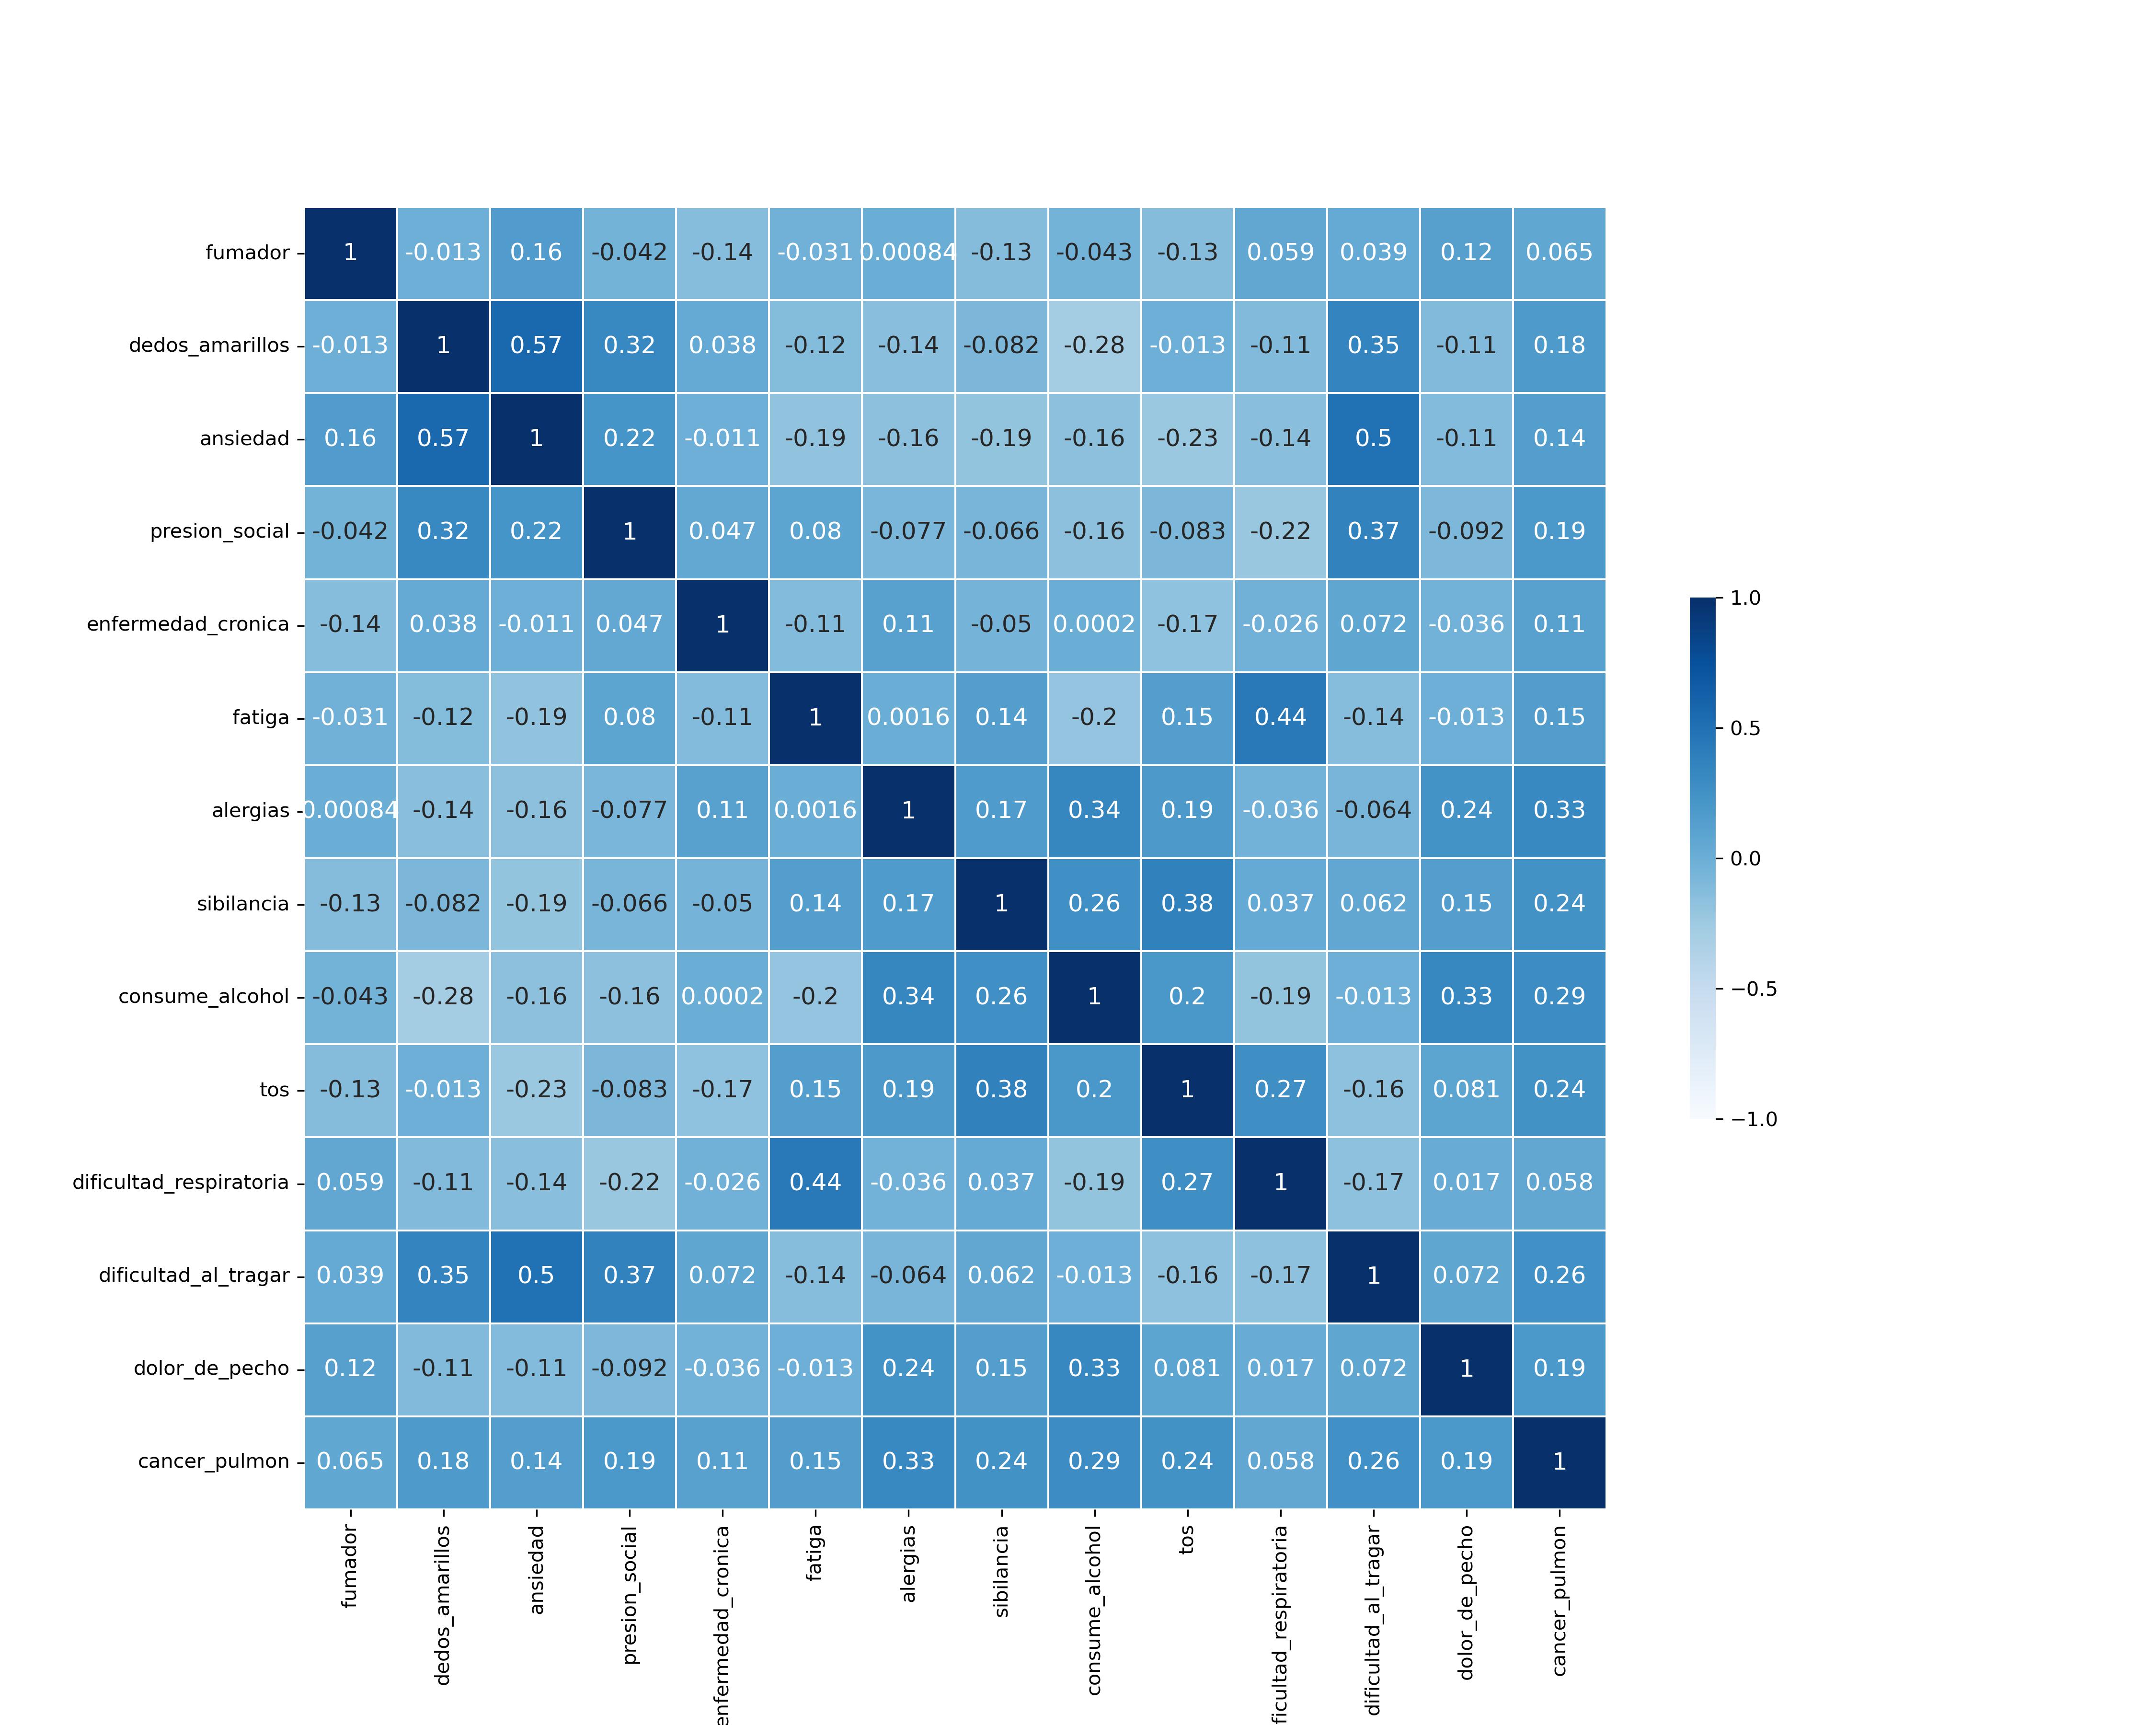 fumador 1 -0.013 0.16 -0.042 -0.14 -0.031 0.00084 -0.13 -0.043 -0.13 0.059 0.039 0.12 0.065
dedos_amarillos -0.013 1 0.57 0.32 0.038 -0.12 -0.14 -0.082 -0.28 -0.013 -0.11 0.35 -0.11 0.18
ansiedad 0.16 0.57 1 0.22 -0.011 -0.19 -0.16 -0.19 -0.16 -0.23 -0.14 0.5 -0.11 0.14
presion_social -0.042 0.32 0.22 1 0.047 0.08 -0.077 -0.066 -0.16 -0.083 -0.22 0.37 -0.092 0.19
enfermedad_cronica -0.14 0.038 -0.011 0.047 1 -0.11 0.11 -0.05 0.0002 -0.17 -0.026 0.072 -0.036 0.11
fatiga -0.031 -0.12 -0.19 0.08 -0.11 1 0.0016 0.14 -0.2 0.15 0.44 -0.14 -0.013 0.15
alergias 0.00084 -0.14 -0.16 -0.077 0.11 0.0016 1 0.17 0.34 0.19 -0.036 -0.064 0.24 0.33
sibilancia -0.13 -0.082 -0.19 -0.066 -0.05 0.14 0.17 1 0.26 0.38 0.037 0.062 0.15 0.24
consume_alcohol -0.043 -0.28 -0.16 -0.16 0.0002 -0.2 0.34 0.26 1 0.2 -0.19 -0.013 0.33 0.29
tos -0.13 -0.013 -0.23 -0.083 -0.17 0.15 0.19 0.38 0.2 1 0.27 -0.16 0.081 0.24
dificultad_respiratoria 0.059 -0.11 -0.14 -0.22 -0.026 0.44 -0.036 0.037 -0.19 0.27 1 -0.17 0.017 0.058
dificultad_al_tragar 0.039 0.35 0.5 0.37 0.072 -0.14 -0.064 0.062 -0.013 -0.16 -0.17 1 0.072 0.26
dolor_de_pecho 0.12 -0.11 -0.11 -0.092 -0.036 -0.013 0.24 0.15 0.33 0.081 0.017 0.072 1 0.19
cancer_pulmon 0.065 0.18 0.14 0.19 0.11 0.15 0.33 0.24 0.29 0.24 0.058 0.26 0.19 1
fumador
dedos_amarillos
ansiedad
presion_social
enfermedad_cronica
fatiga
alergias
sibilancia
consume_alcohol
tos
ficultad_respiratoria
dificultad_al_tragar
dolor_de_pecho
cancer_pulmon
1.0
0.5
0.0
−0.5
−1.0